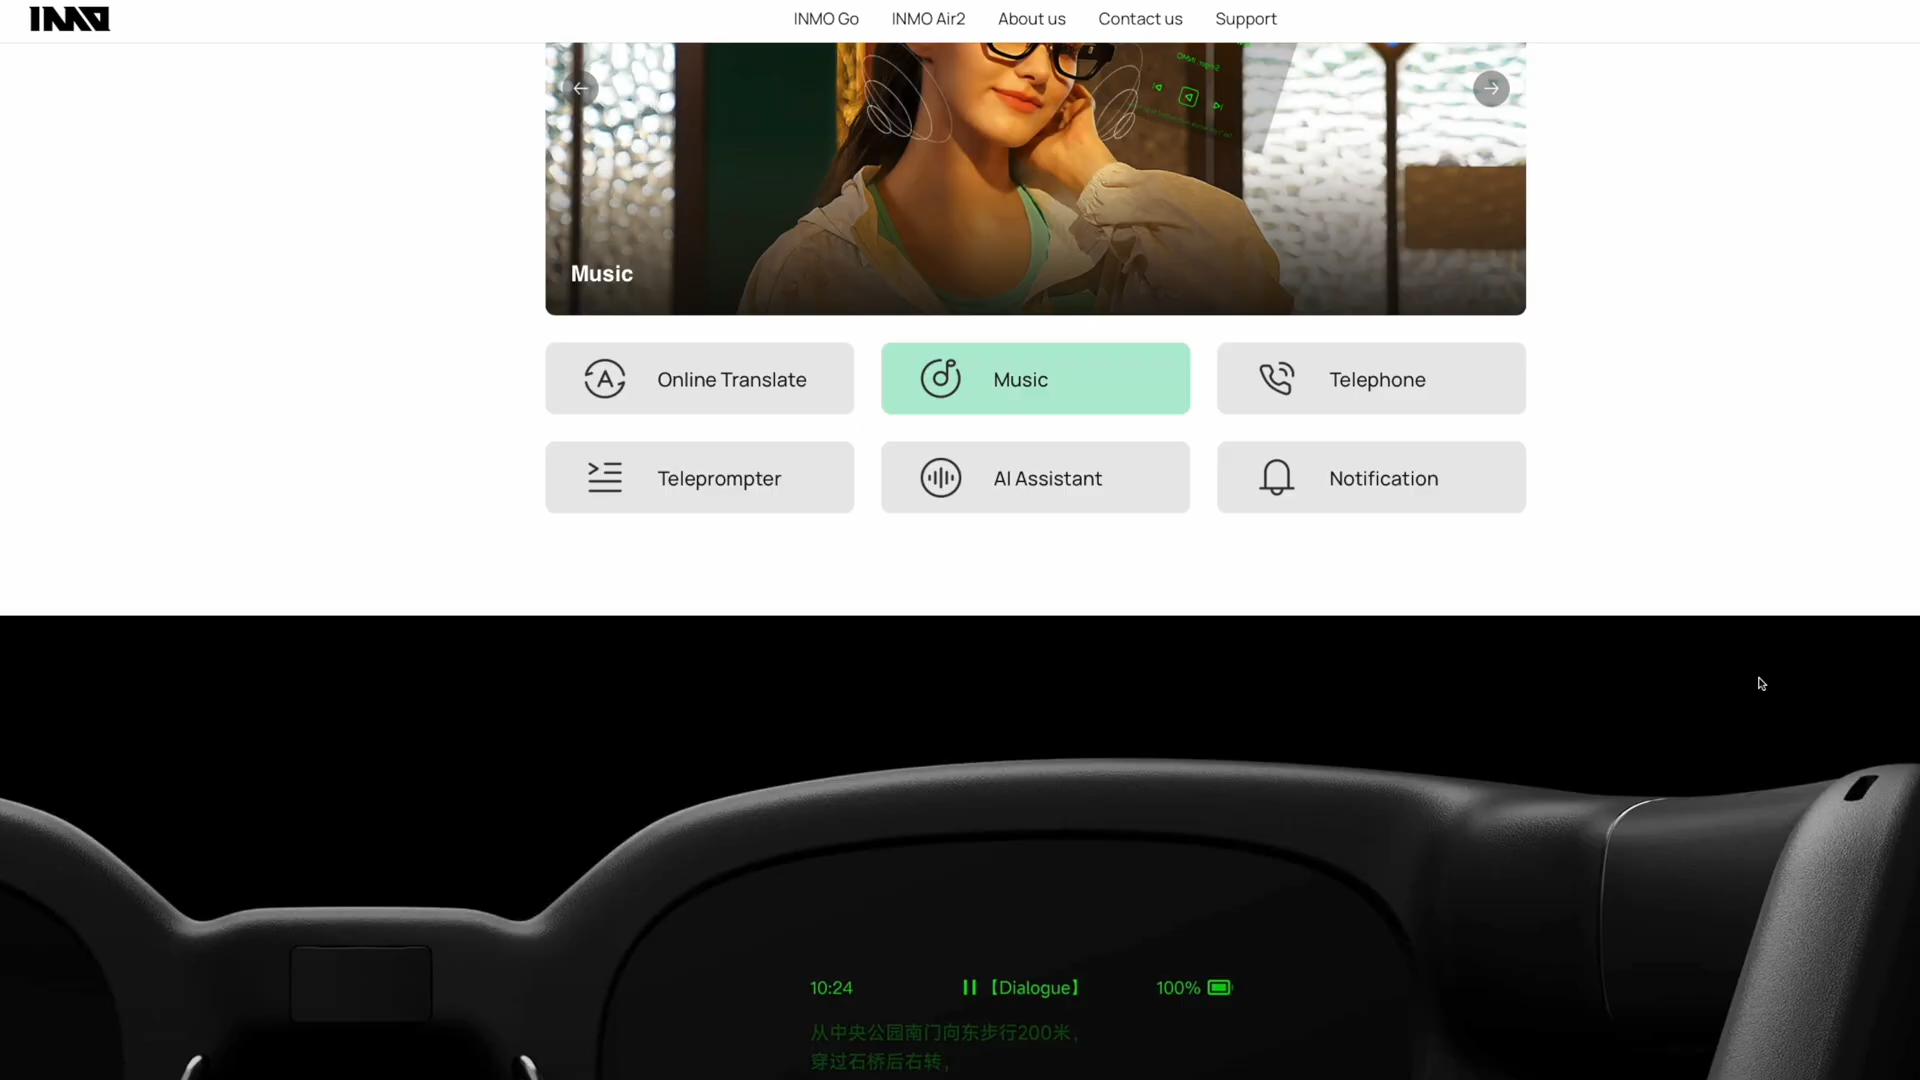 INMO
INMO Go
INMO Air2
About us
Contact us
Support
Music
Online Translate
Music
Telephone
Teleprompter
AI Assistant
Notification
10:24
【Dialogue】
100%
从中央公园南门向东步行200米，
穿过石桥后右转，